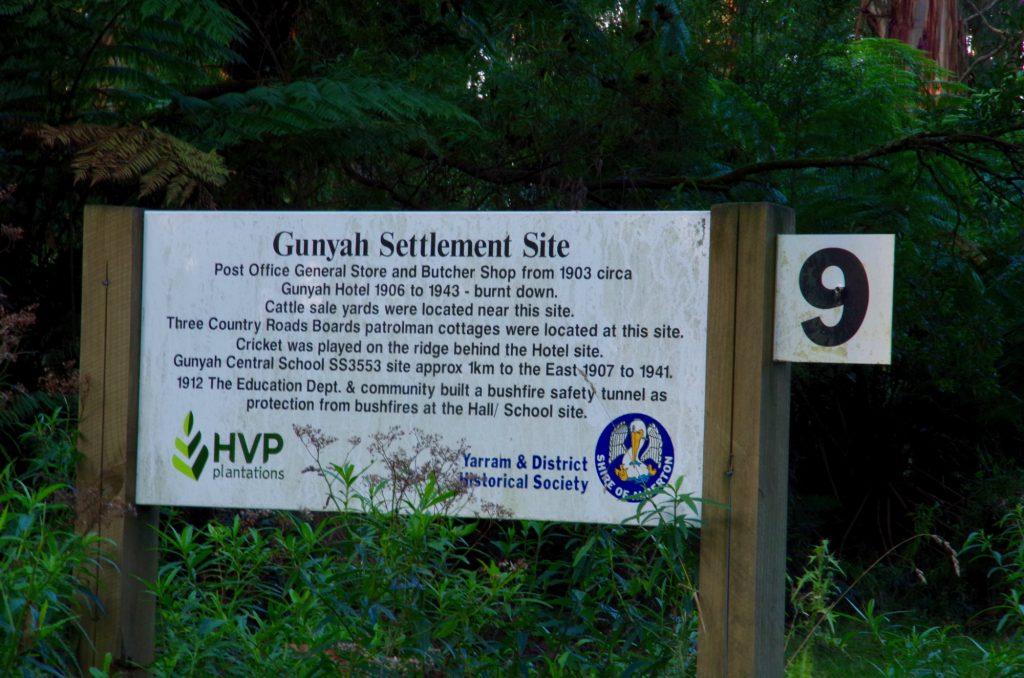 Gunyah Settlement Site
Post Office General Store and Butcher Shop from 1903 circa
Gunyah Hotel 1906 to 1943 - burnt down.
Cattle sale yards were located near this site.
Three Country Roads Boards patrolman cottages were located at this site.
Cricket was played on the ridge behind the Hotel site.
Gunyah Central School SS3553 site approx 1km to the East 1907 to 1941.
1912 The Education Dept. & community built a bushfire safety tunnel as
protection from bushfires at the Hall/ School site.
HVP
plantations
Yarram & District
Historical Society
SHIRE OF ALBERTON
9